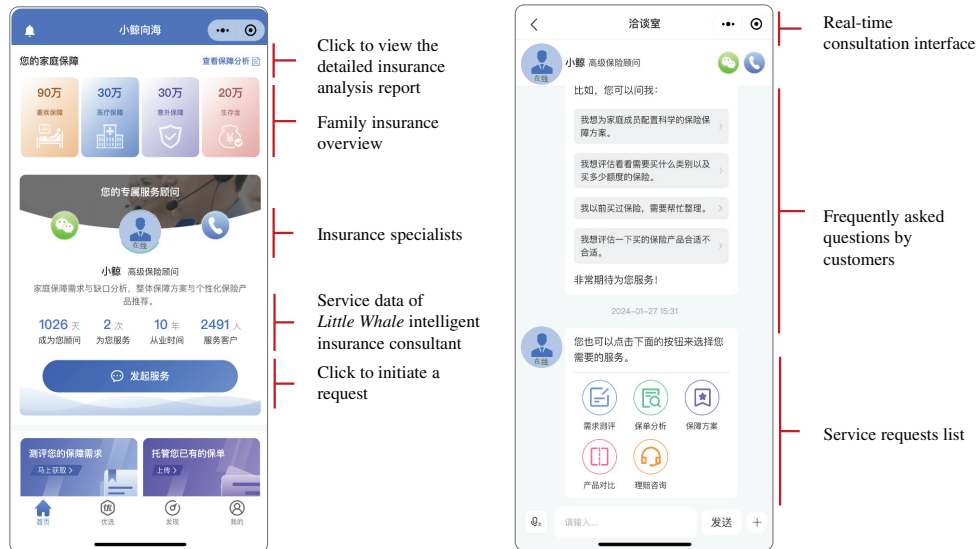 小鲸向海
您的家庭保障
查看保障分析
90万
重疾保障
30万
医疗保障
30万
意外保障
20万
生存金
您的专属服务顾问
在线
小鲸 高级保险顾问
家庭保障需求与缺口分析，整体保障方案与个性化保险产
品推荐。
1026 天
成为您顾问
2 次
为您服务
10 年
从业时间
2491 人
服务客户
发起服务
测评您的保障需求
马上获取 >
托管您已有的保单
上传 >
首页
优
优选
发现
我的
Click to view the
detailed insurance
analysis report
Family insurance
overview
Insurance specialists
Service data of
Little Whale intelligent
insurance consultant
Click to initiate a
request
洽谈室
在线
小鲸 高级保险顾问
比如，您可以问我：
我想为家庭成员配置科学的保险保
障方案。
我想评估看看需要买什么类别以及
买多少额度的保险。
我以前买过保险，需要帮忙整理。
我想评估一下买的保险产品合适不
合适。
非常期待为您服务！
2024-01-27 15:31
在线
您也可以点击下面的按钮来选择您
需要的服务。
需求测评
保单分析
保障方案
产品对比
理赔咨询
请输入...
发送
Real-time
consultation interface
Frequently asked
questions by
customers
Service requests list